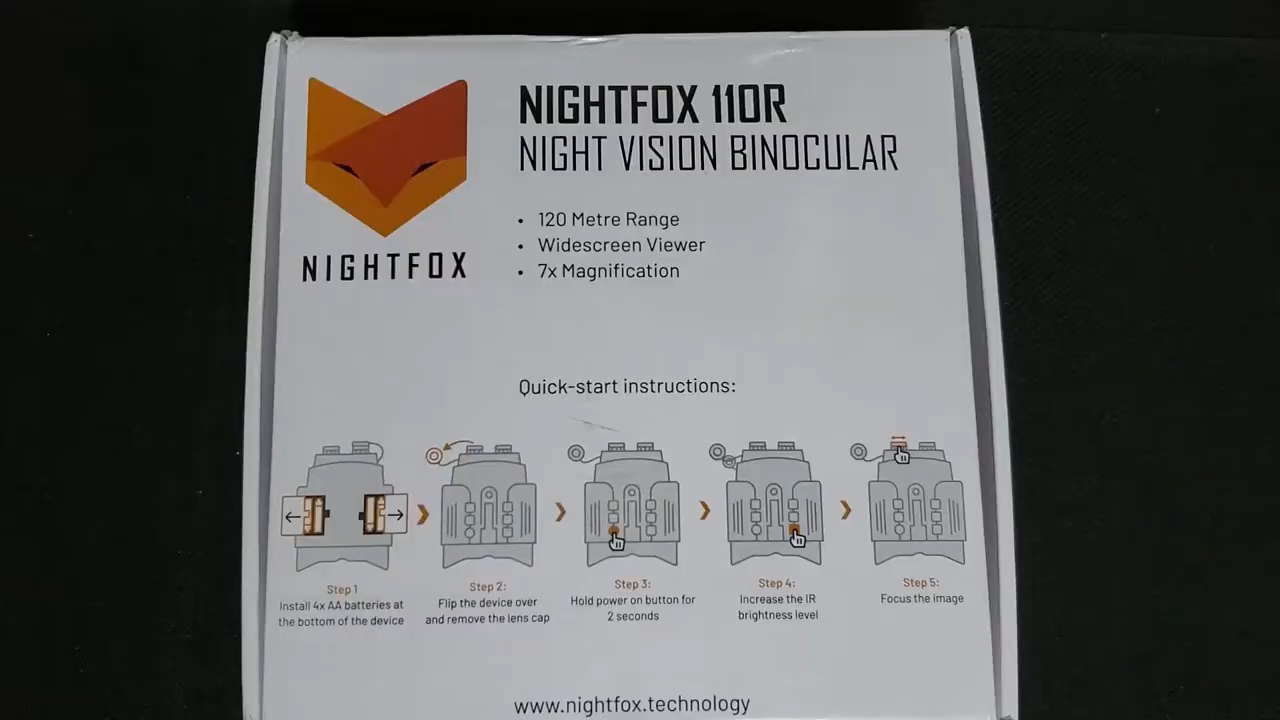 NIGHTFOX 110R
NIGHT VISION BINOCULAR
• 120 Metre Range
• Widescreen Viewer
• 7x Magnification
NIGHTFOX
Quick-start instructions:
Step 1
Install 4x AA batteries at
the bottom of the device
Step 2:
Flip the device over
and remove the lens cap
Step 3:
Hold power on button for
2 seconds
Step 4:
Increase the IR
brightness level
Step 5:
Focus the image
www.nightfox.technology